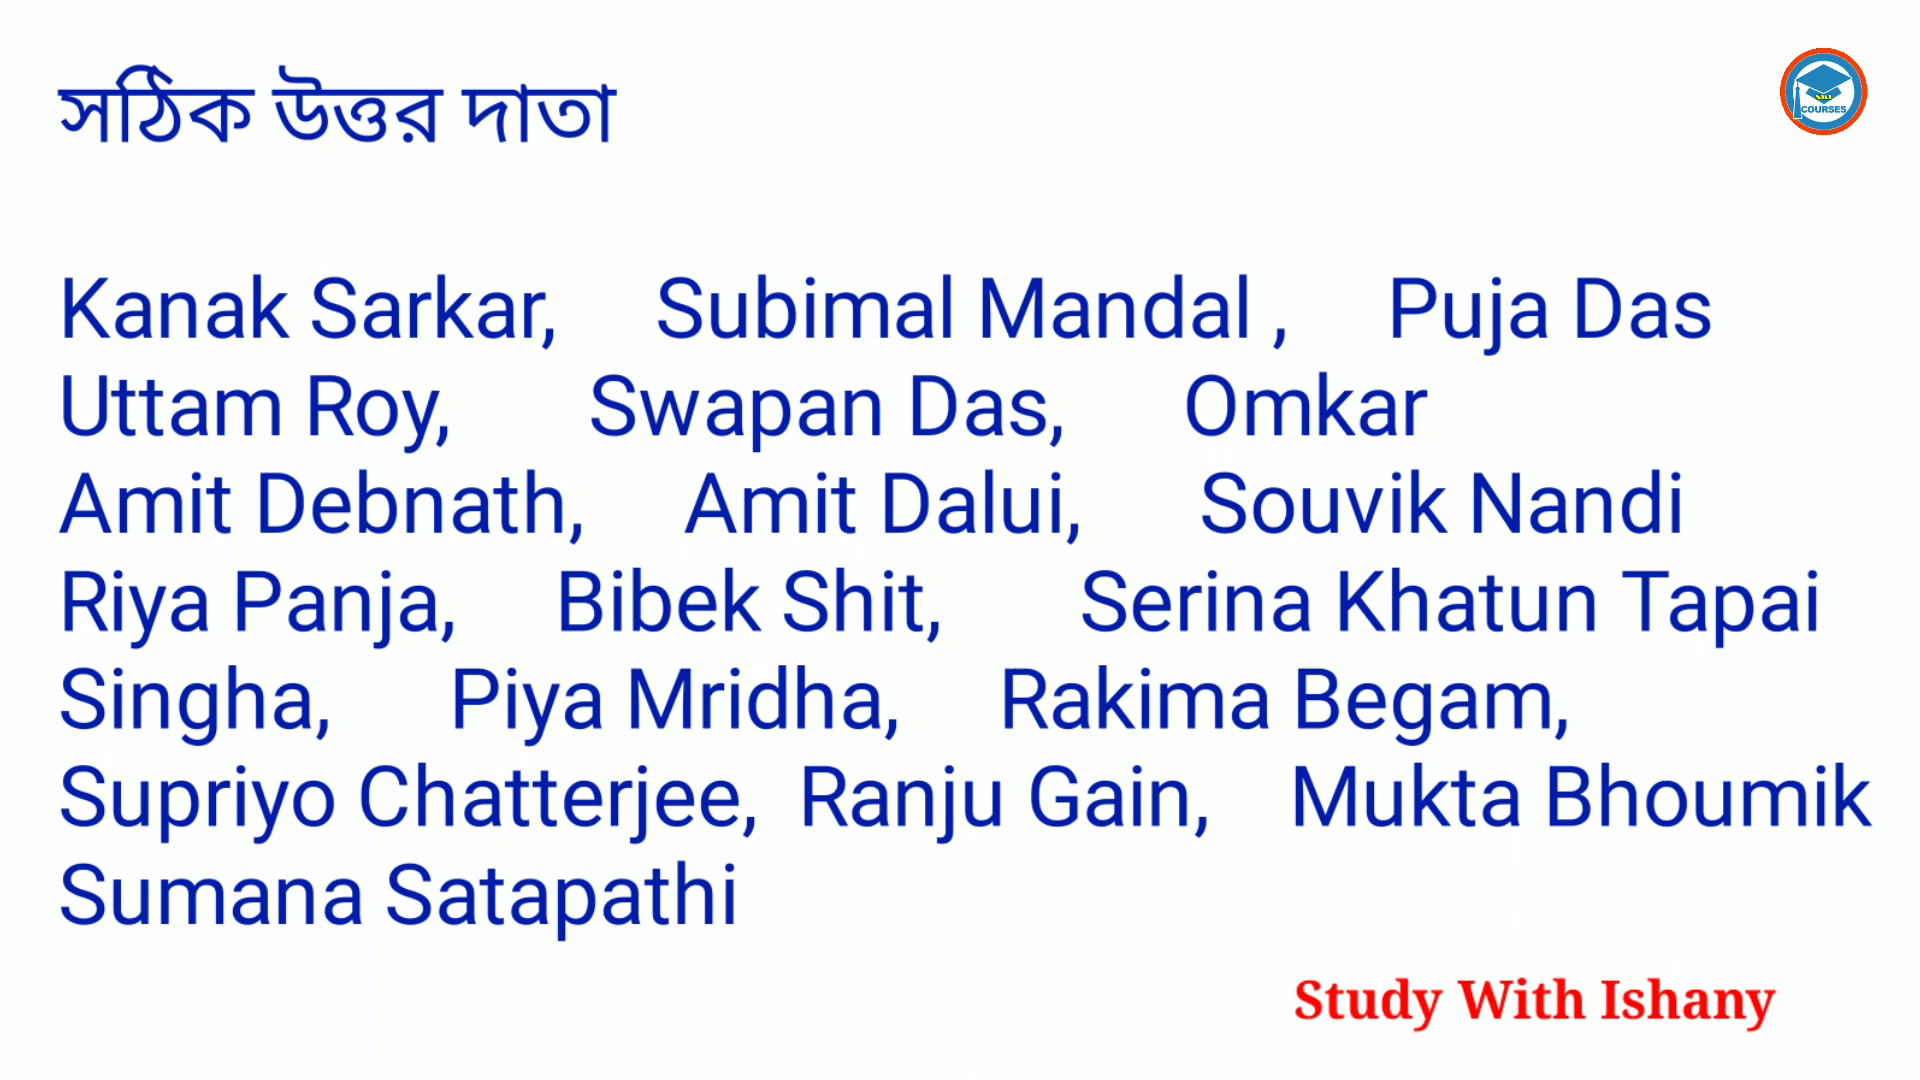 সঠিক উত্তর দাতা
COURSES
Kanak Sarkar, Subimal Mandal , Puja Das
Uttam Roy, Swapan Das, Omkar
Amit Debnath, Amit Dalui, Souvik Nandi
Riya Panja, Bibek Shit, Serina Khatun Tapai
Singha, Piya Mridha, Rakima Begam,
Supriyo Chatterjee, Ranju Gain, Mukta Bhoumik
Sumana Satapathi
Study With Ishany